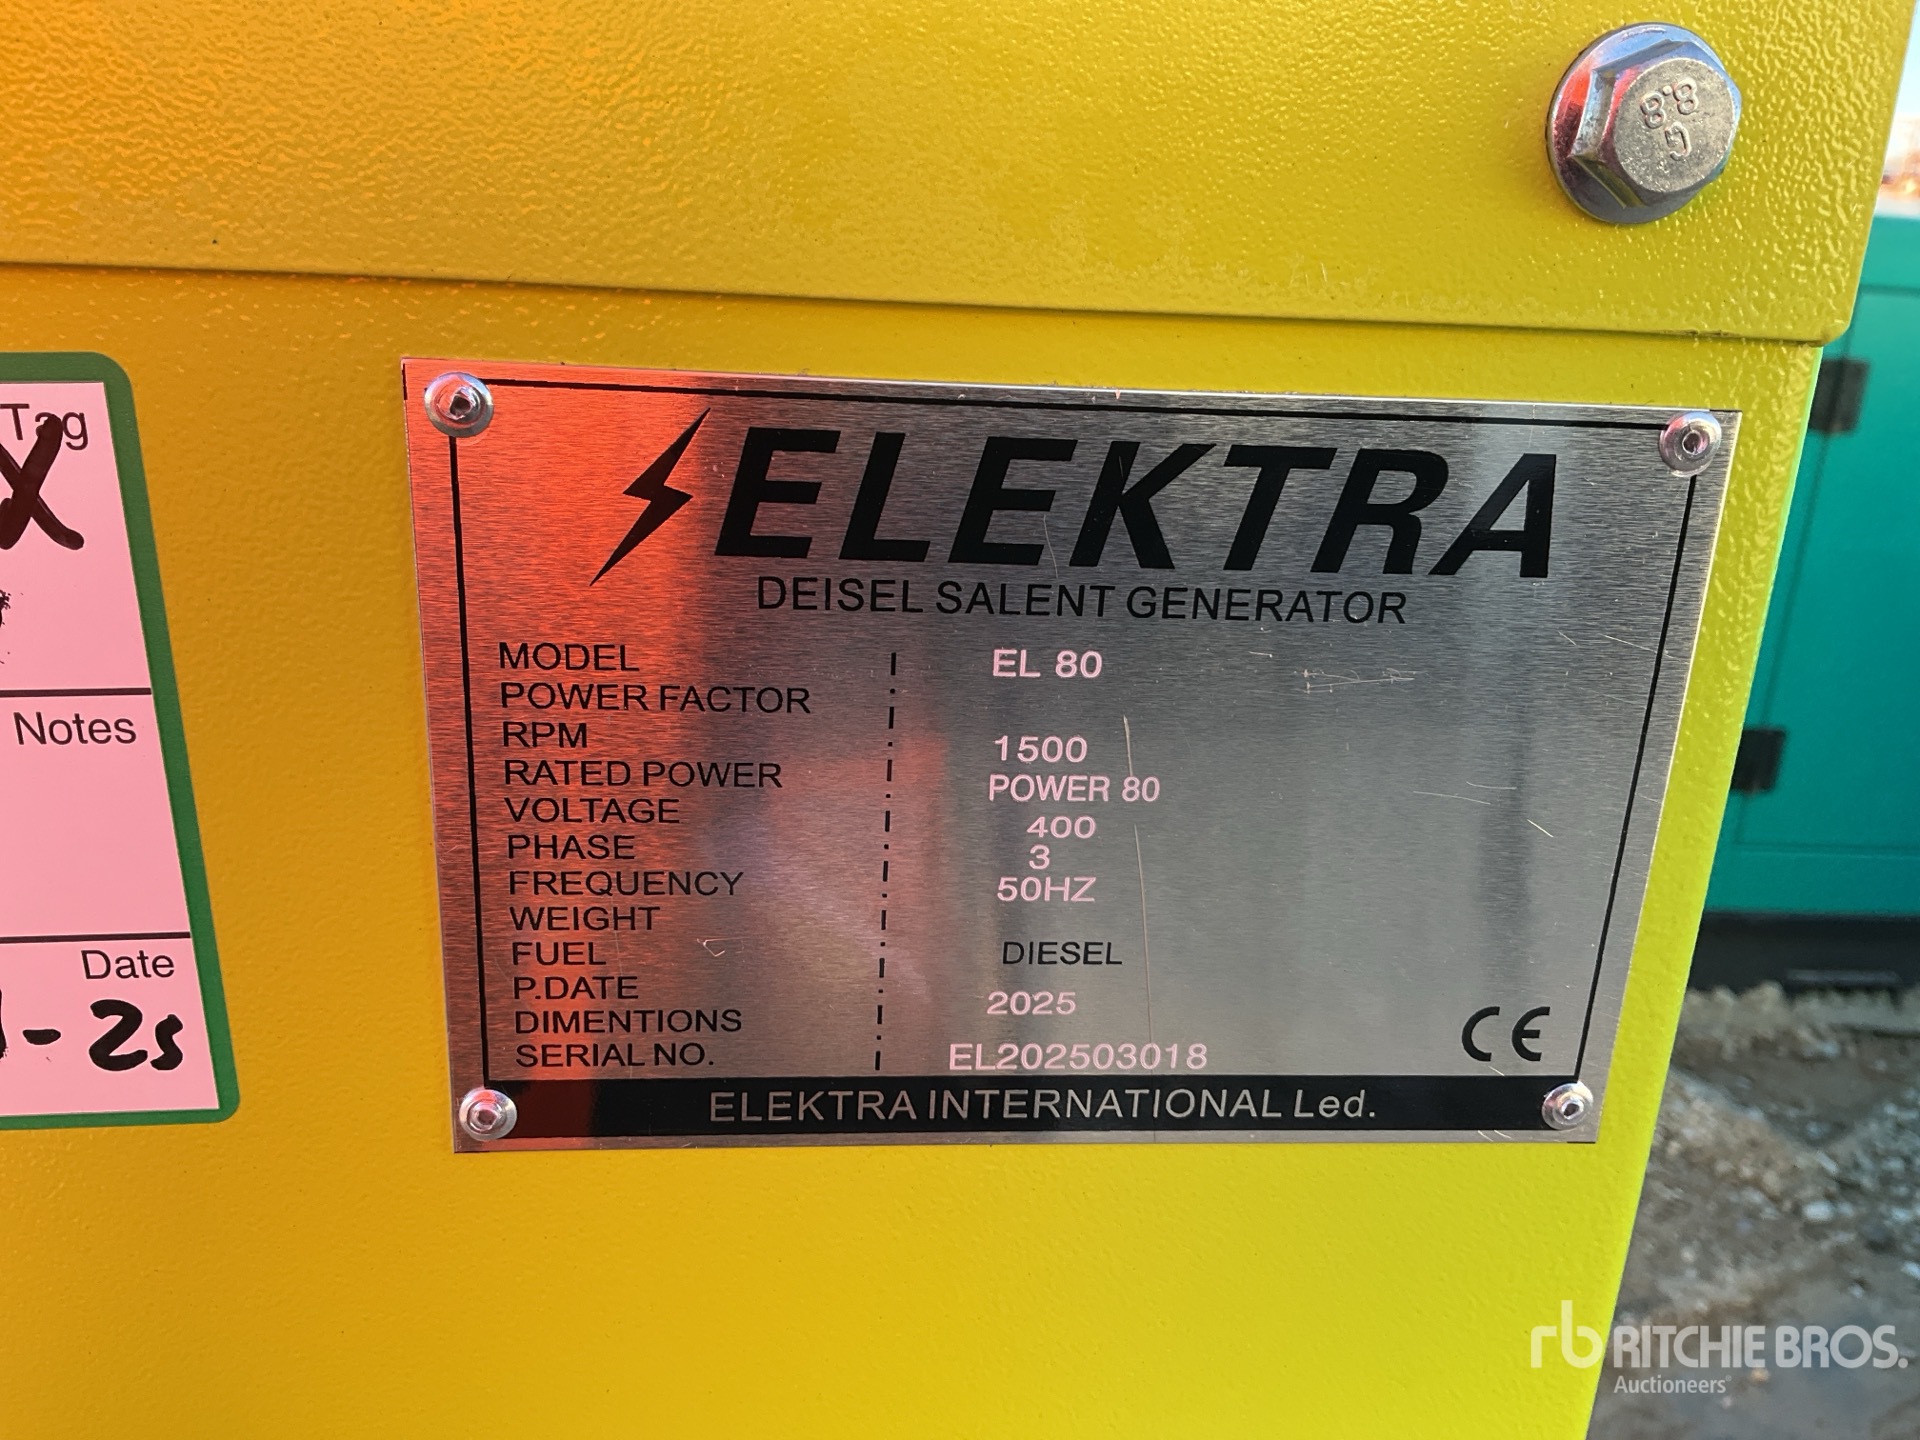 8.8
G
ELEKTRA
DEISEL SALENT GENERATOR
MODEL EL 80
POWER FACTOR
RPM 1500
RATED POWER POWER 80
VOLTAGE 400
PHASE 3
FREQUENCY 50HZ
WEIGHT
FUEL DIESEL
P.DATE 2025
DIMENTIONS
SERIAL NO. EL202503018
CE
ELEKTRA INTERNATIONAL Led.
Tag
X
Notes
Date
-25
rb RITCHIE BROS.
Auctioneers